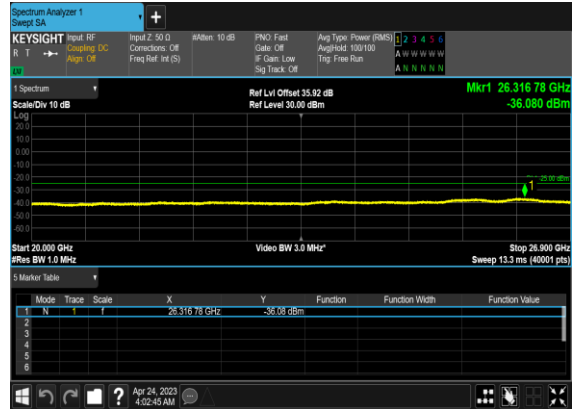 Spectrum Analyzer 1
Swept SA
KEYSIGHT Input: RF Input Z: 50 Ω #Atten: 10 dB PNO: Fast Avg Type: Power (RMS) 1 2 3 4 5 6
R T Coupling: DC Corrections: Off Gate: Off Avg|Hold: 100/100 A W W W W W
Align: Off Freq Ref: Int (S) IF Gain: Low Trig: Free Run
Sig Track: Off A N N N N N
1 Spectrum Ref Lvl Offset 35.92 dB Mkr1 26.316 78 GHz
Scale/Div 10 dB Ref Level 30.00 dBm -36.080 dBm
Log
20.0
10.0
0.00
-10.0
-20.0
-25.00 dBm
1
-30.0
-40.0
-50.0
-60.0
Start 20.000 GHz Video BW 3.0 MHz* Stop 26.900 GHz
#Res BW 1.0 MHz Sweep 13.3 ms (40001 pts)
5 Marker Table
Mode Trace Scale X Y Function Function Width Function Value
1 N 1 f 26.316 78 GHz -36.08 dBm
2
3
4
5
6
? Apr 24, 2023
4:02:45 AM